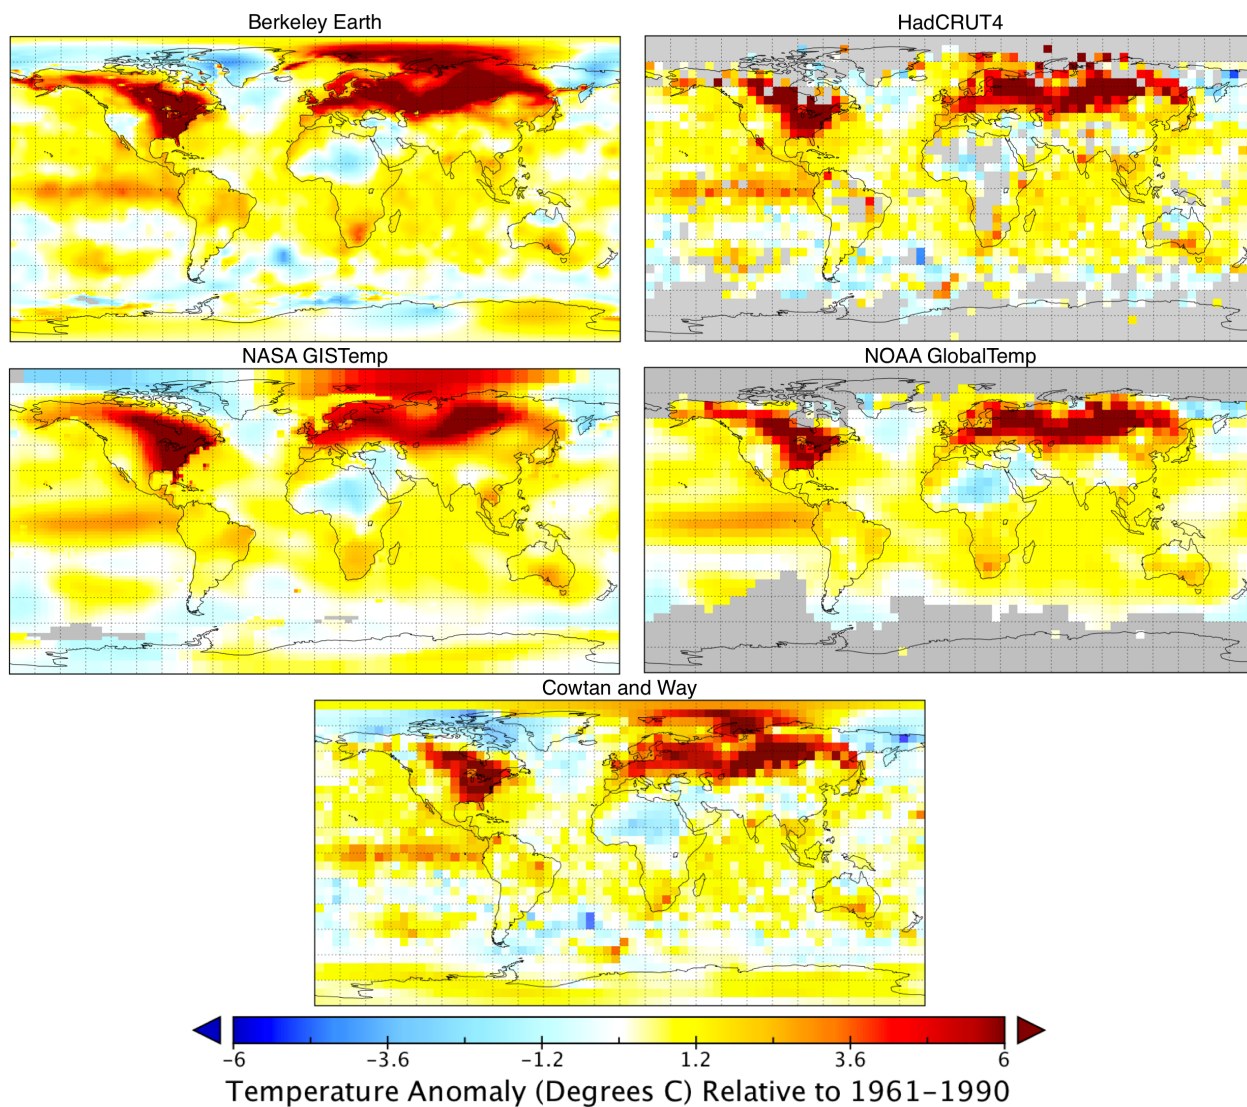 Berkeley Earth
HadCRUT4
NASA GISTemp
NOAA GlobalTemp
Cowtan and Way
-6 -3.6 -1.2 1.2 3.6 6
Temperature Anomaly (Degrees C) Relative to 1961-1990